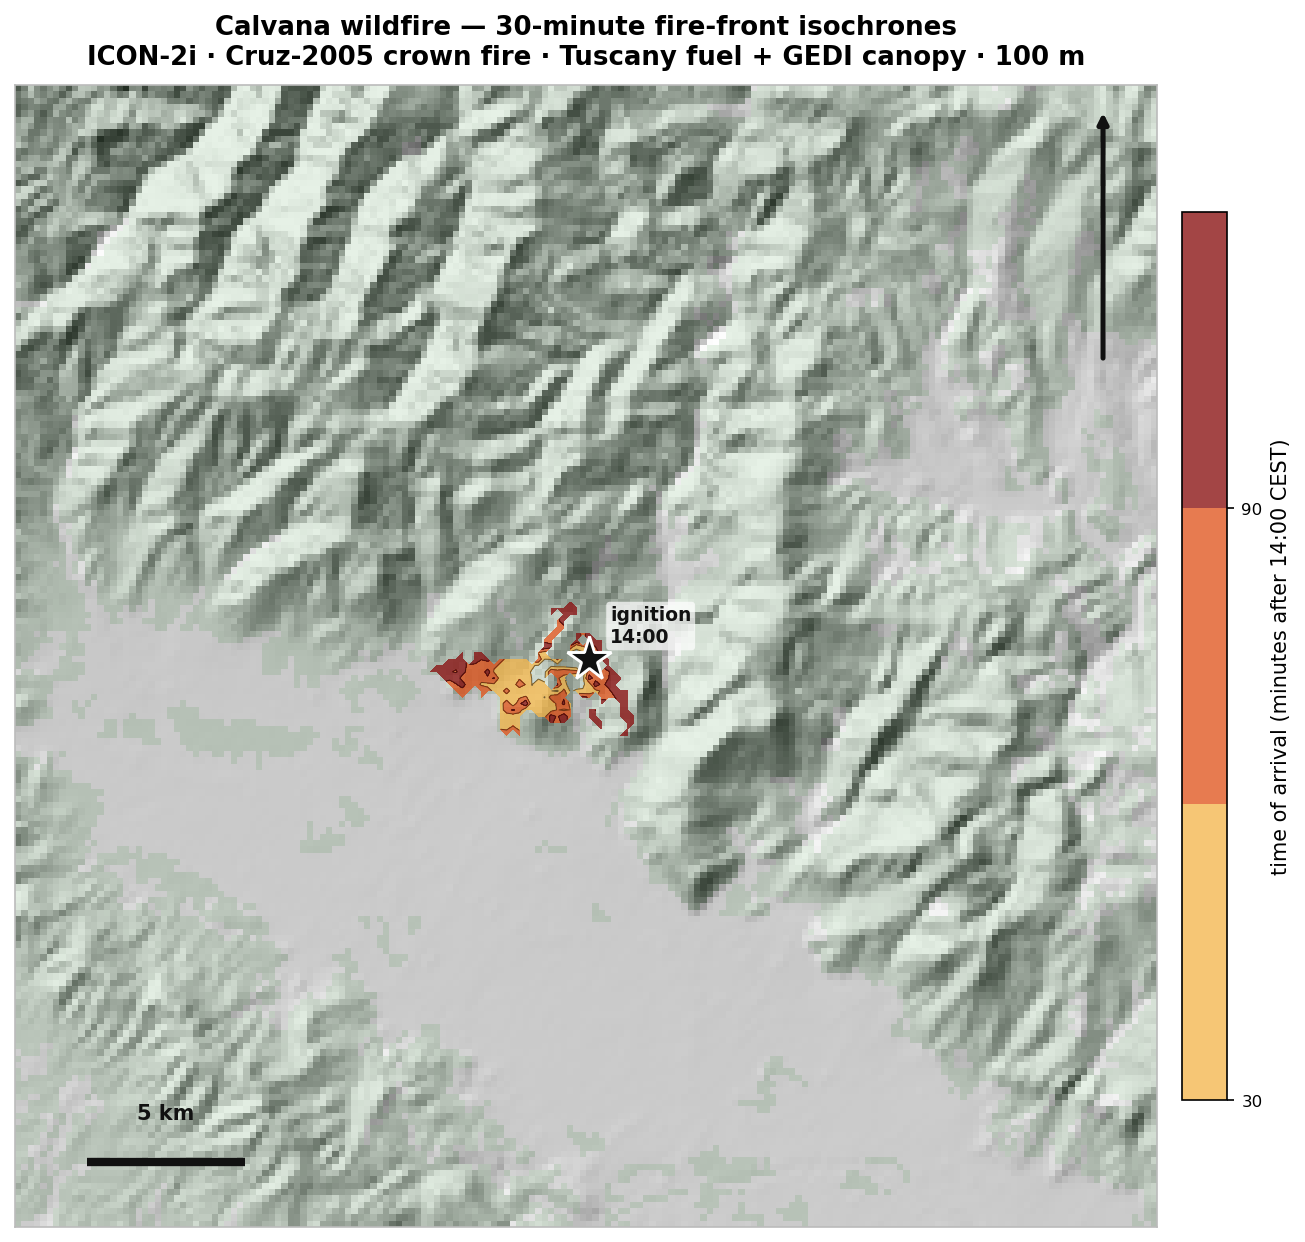 Calvana wildfire — 30-minute fire-front isochrones
ICON-2i · Cruz-2005 crown fire · Tuscany fuel + GEDI canopy · 100 m
ignition
14:00
90
30
time of arrival (minutes after 14:00 CEST)
5 km